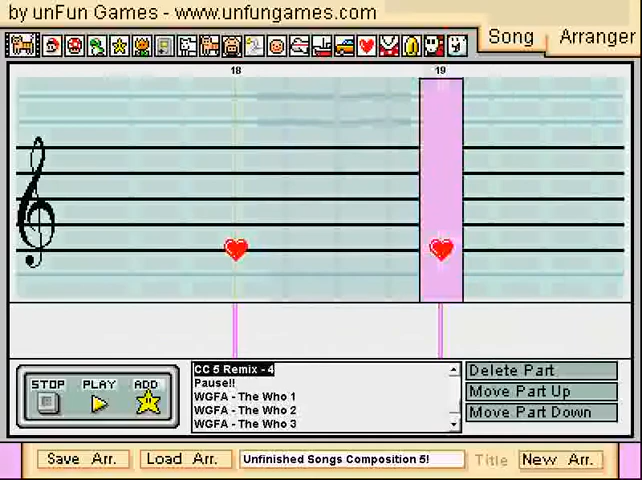 by unFun Games - www.unfungames.com
Song
Arranger
18
19
STOP
PLAY
ADD
CC 5 Remix - 4
Pause!!
WGFA - The Who 1
WGFA - The Who 2
WGFA - The Who 3
Delete Part
Move Part Up
Move Part Down
Save Arr.
Load Arr.
Unfinished Songs Composition 5!
Title
New Arr.